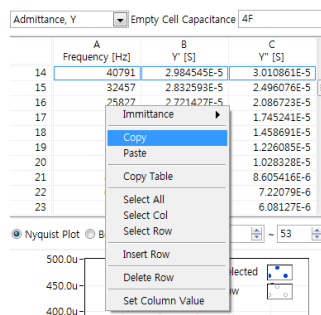 Admittance, Y Empty Cell Capacitance 4F
A B C
Frequency [Hz] Y' [S] Y" [S]
14 40791 2.984545E-5 3.010861E-5
15 32457 2.832593E-5 2.496076E-5
16 25827 2.721427E-5 2.086723E-5
17 1.745241E-5
18 1.458691E-5
19 1.226085E-5
20 1.028328E-5
21 8.605416E-6
22 7.22079E-6
23 6.08127E-6
Immittance
Copy
Paste
Copy Table
Select All
Select Col
Select Row
Insert Row
Delete Row
Set Column Value
Nyquist Plot ~ 53
500.0u
450.0u
400.0u